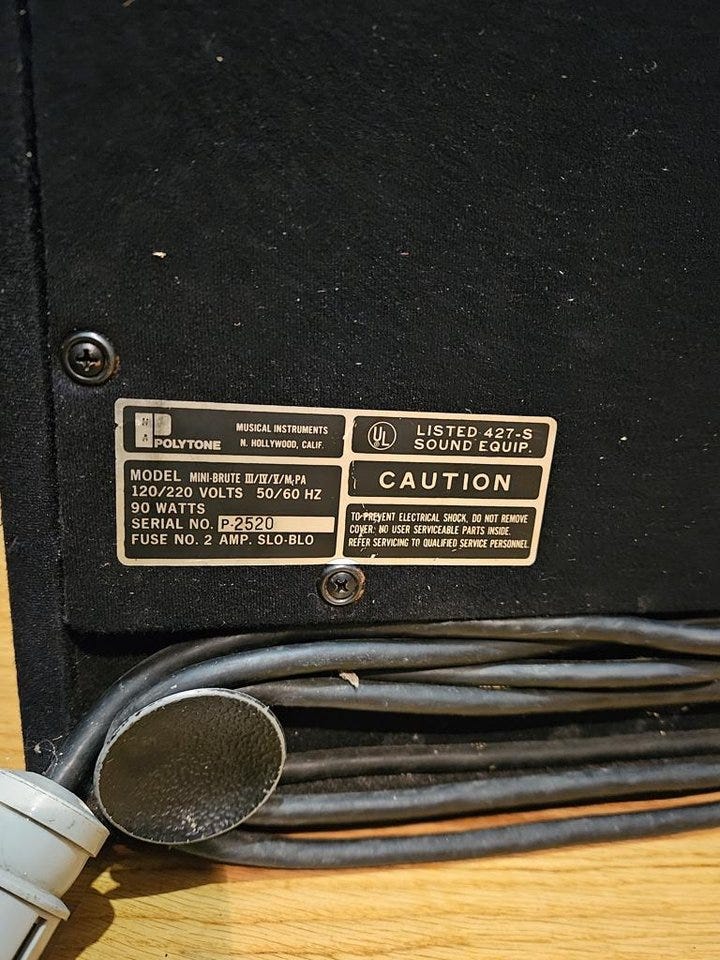 POLYTONE
MUSICAL INSTRUMENTS
N. HOLLYWOOD, CALIF.
MODEL MINI-BRUTE III/IV/V/M,PA
120/220 VOLTS 50/60 HZ
90 WATTS
SERIAL NO. P-2520
FUSE NO. 2 AMP. SLO-BLO
UL
LISTED 427-S
SOUND EQUIP.
CAUTION
TO PREVENT ELECTRICAL SHOCK, DO NOT REMOVE
COVER: NO USER SERVICEABLE PARTS INSIDE.
REFER SERVICING TO QUALIFIED SERVICE PERSONNEL.